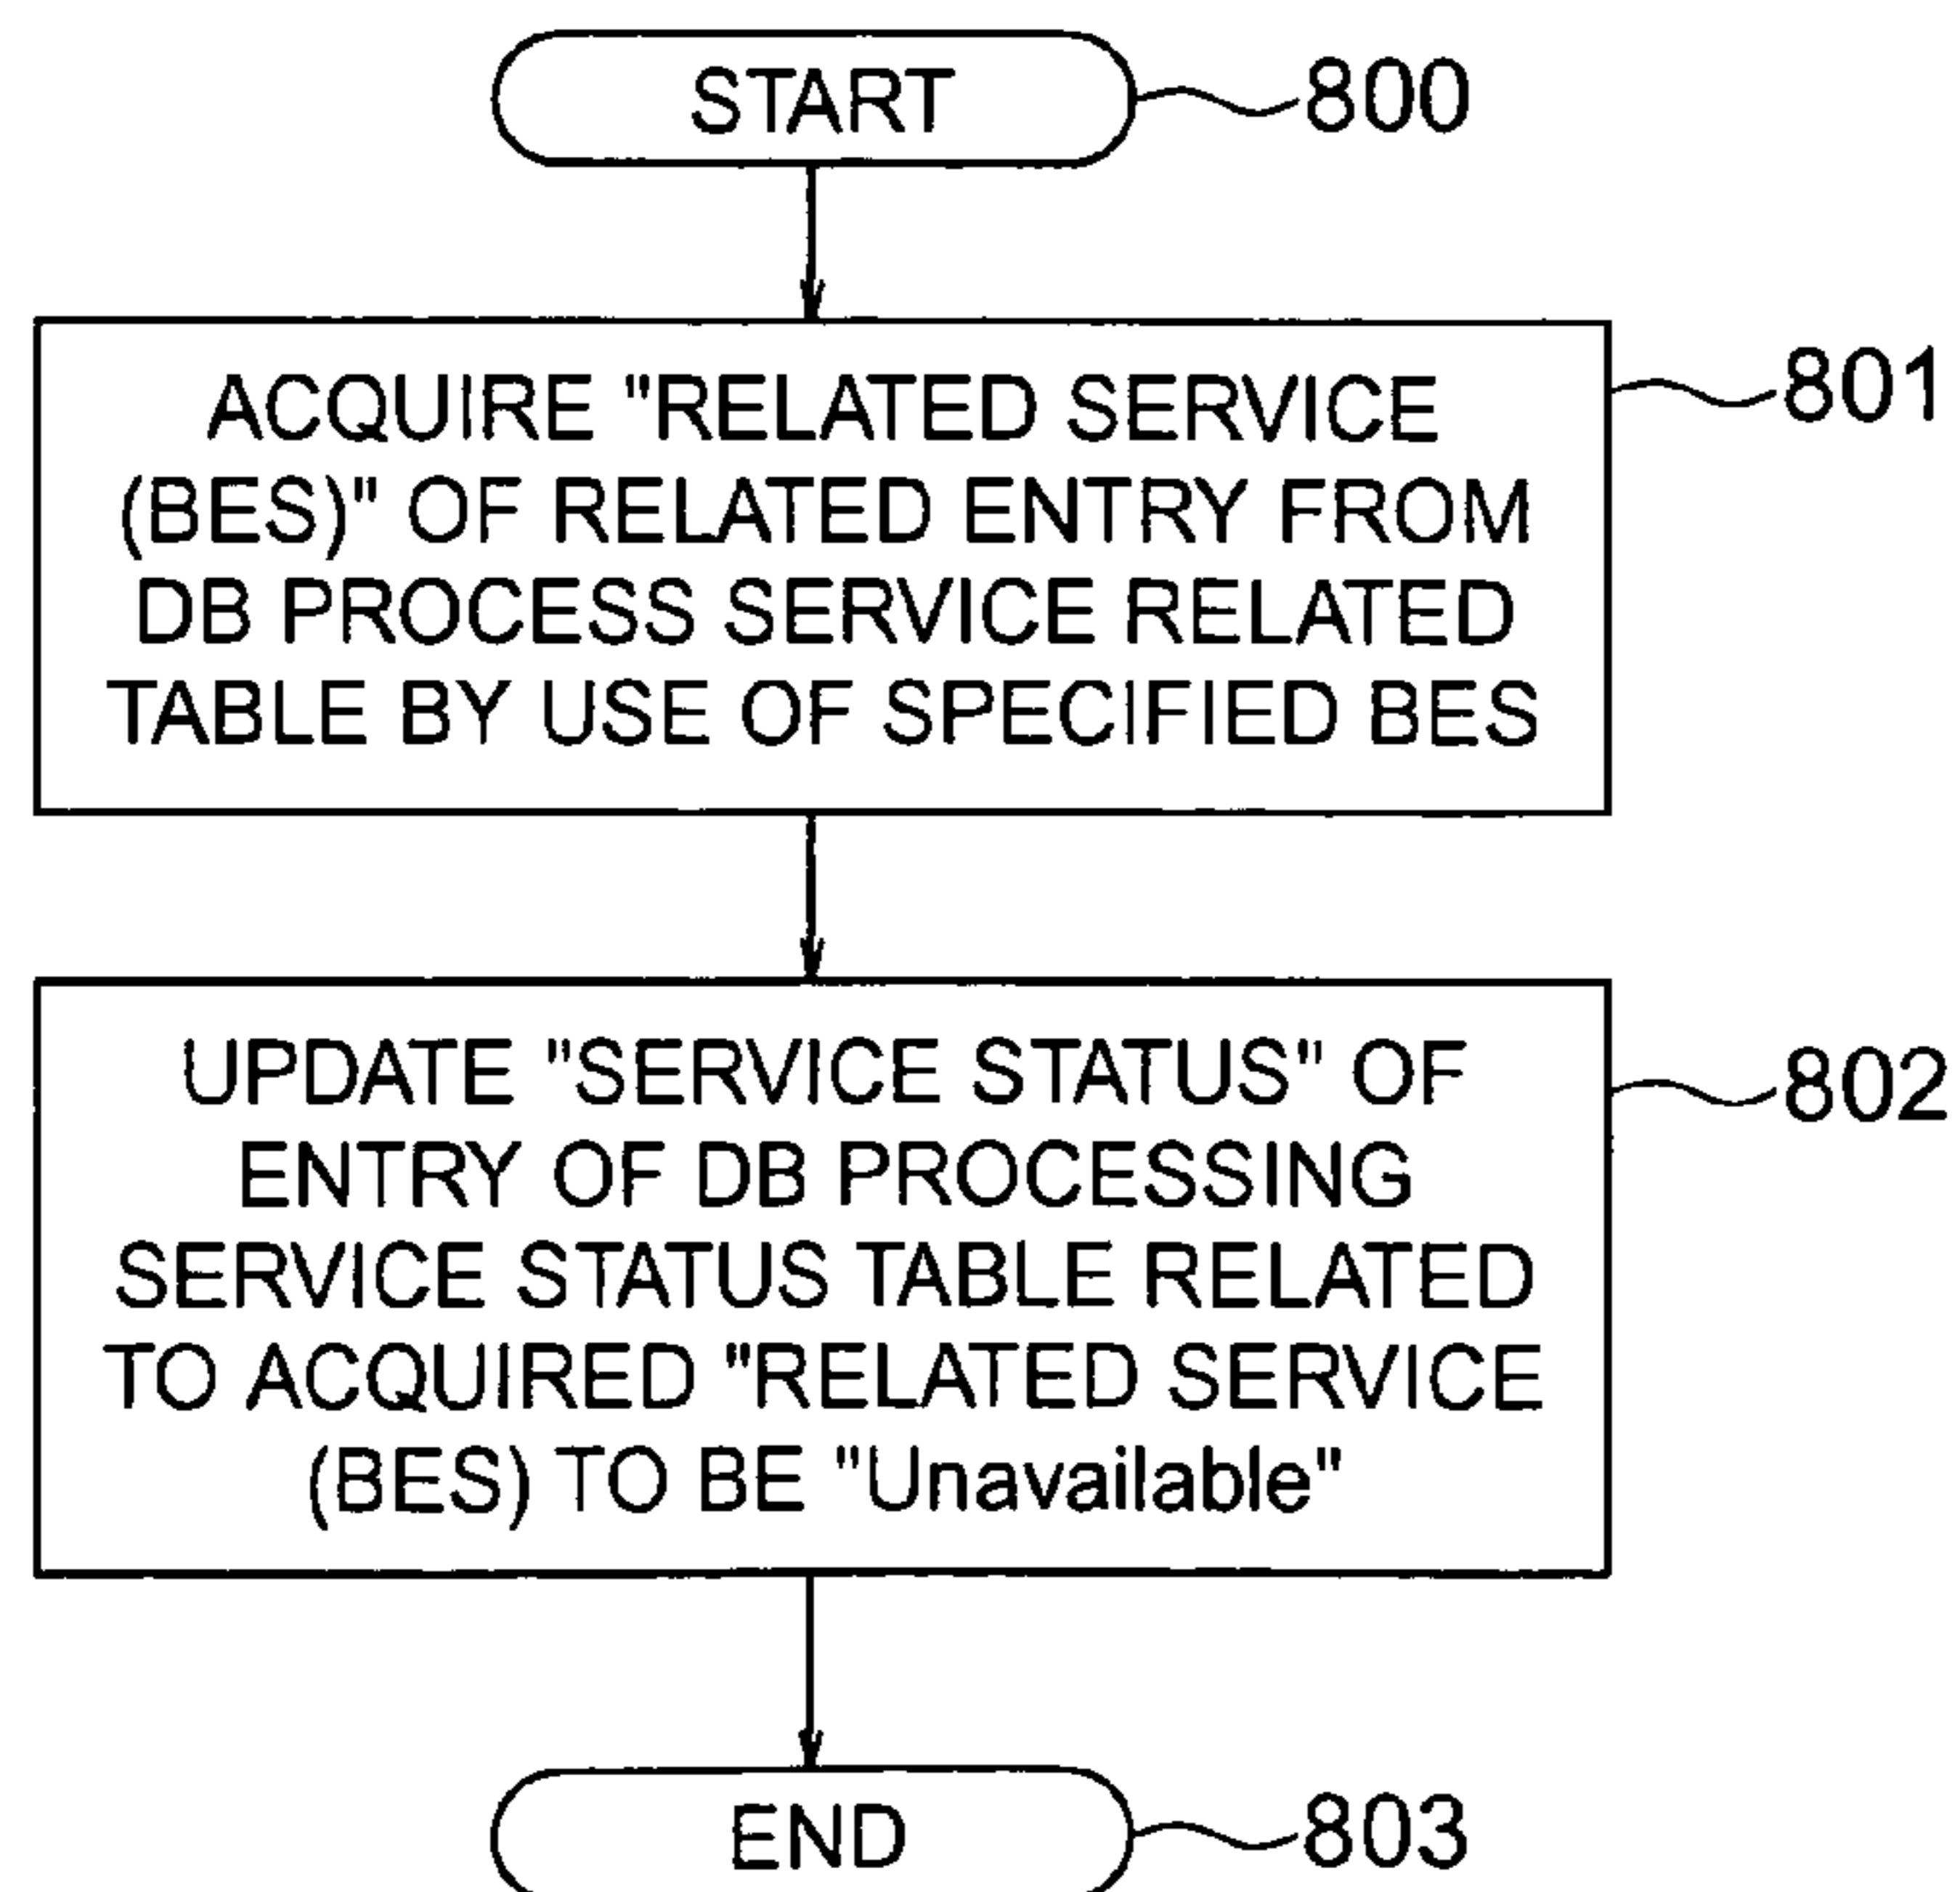 START
800
ACQUIRE "RELATED SERVICE
(BES)" OF RELATED ENTRY FROM
DB PROCESS SERVICE RELATED
TABLE BY USE OF SPECIFIED BES
801
UPDATE "SERVICE STATUS" OF
ENTRY OF DB PROCESSING
SERVICE STATUS TABLE RELATED
TO ACQUIRED "RELATED SERVICE
(BES) TO BE "Unavailable"
802
END
803